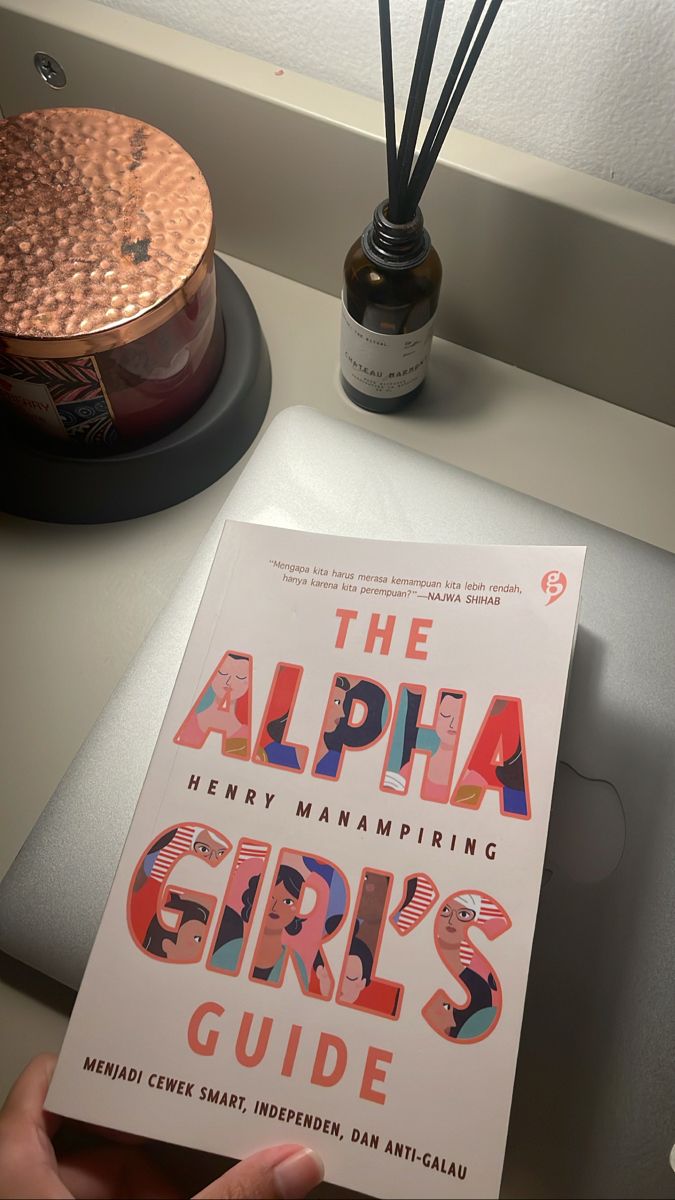 CHATEAU MARMONT
"Mengapa kita harus merasa kemampuan kita lebih rendah,
hanya karena kita perempuan?"—NAJWA SHIHAB
THE
ALPHA
HENRY MANAMPIRING
GIRL'S
GUIDE
MENJADI CEWEK SMART, INDEPENDEN, DAN ANTI-GALAU